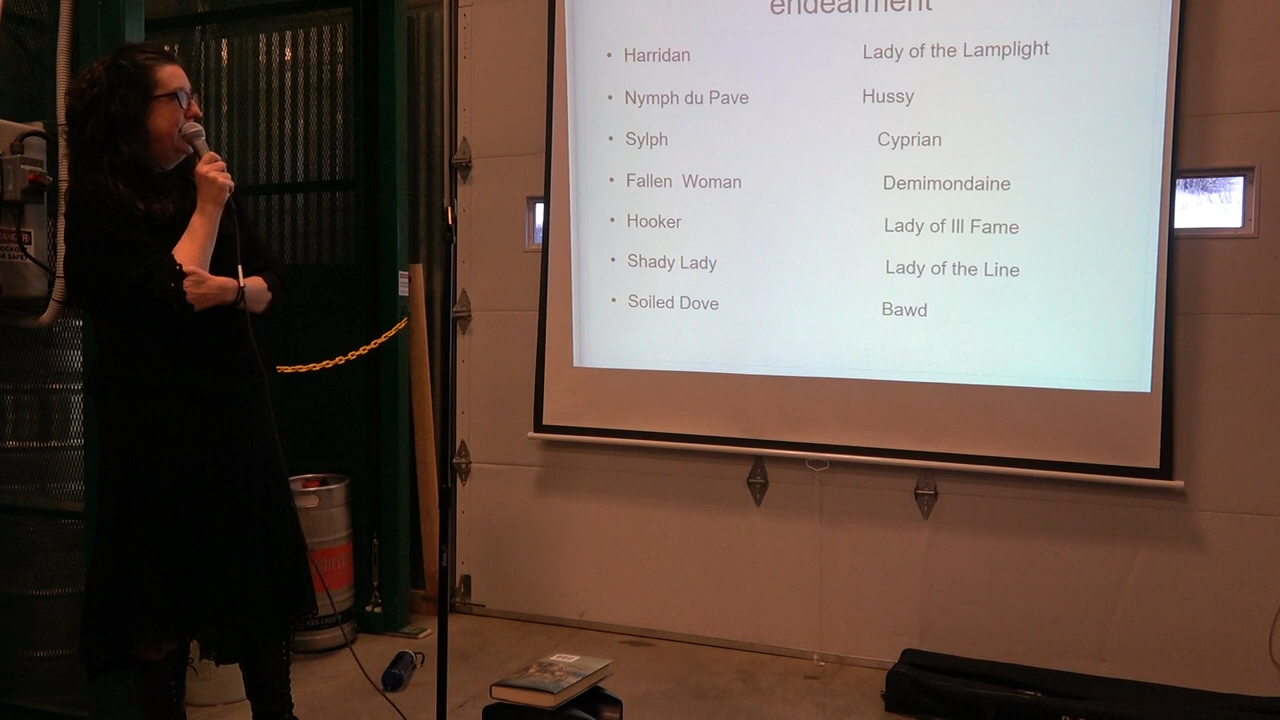 endearment
• Harridan Lady of the Lamplight
• Nymph du Pave Hussy
• Sylph Cyprian
• Fallen Woman Demimondaine
• Hooker Lady of Ill Fame
• Shady Lady Lady of the Line
• Soiled Dove Bawd